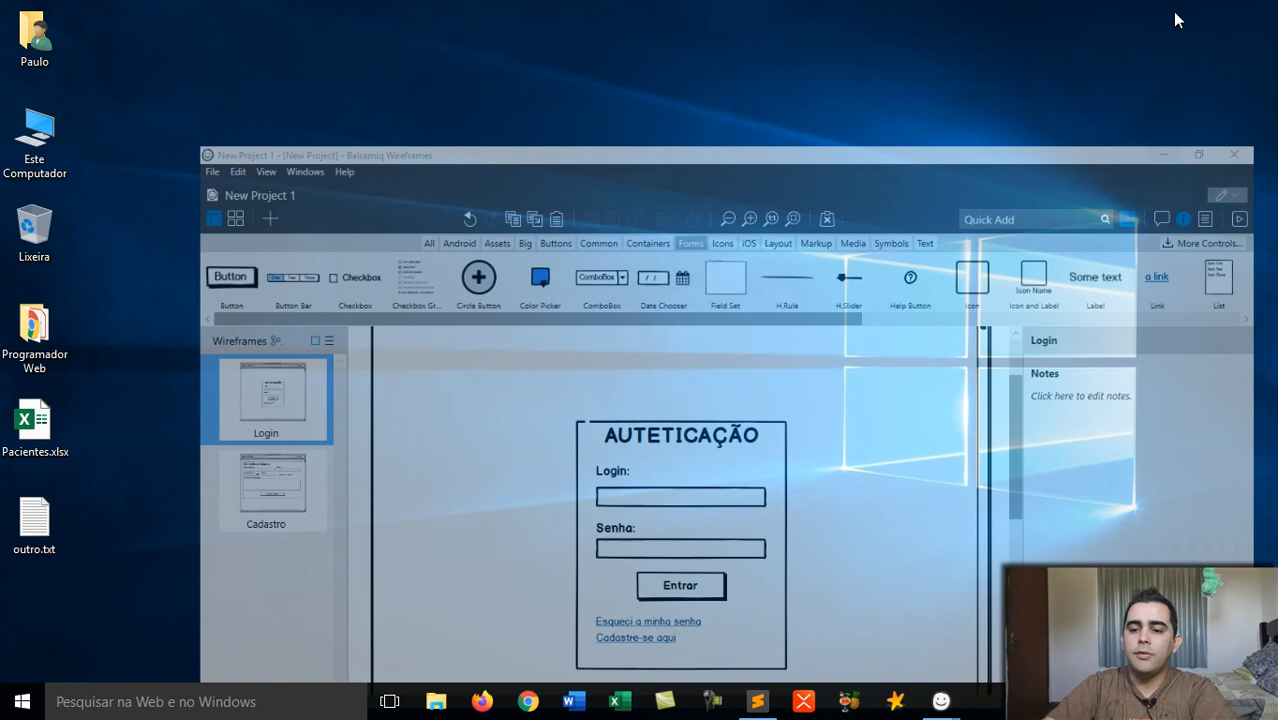 Paulo
Este
Computador
Lixeira
Programador
Web
Pacientes.xlsx
outro.txt
New Project 1 - [New Project] - Balsamiq Wireframes
File Edit View Windows Help
New Project 1
Quick Add
All Android Assets Big Buttons Common Containers Forms Icons iOS Layout Markup Media Symbols Text
More Controls...
Button Checkbox ComboBox / / Icon Name Some text a link
Button Button Bar Checkbox Checkbox Gr... Circle Button Color Picker ComboBox Date Chooser Field Set H.Rule H.Slider Help Button Icon Icon and Label Label Link List
Wireframes
Login
Cadastro
AUTETICAÇÃO
Login:
Senha:
Entrar
Esqueci a minha senha
Cadastre-se aqui
Login
Notes
Click here to edit notes.
Pesquisar na Web e no Windows